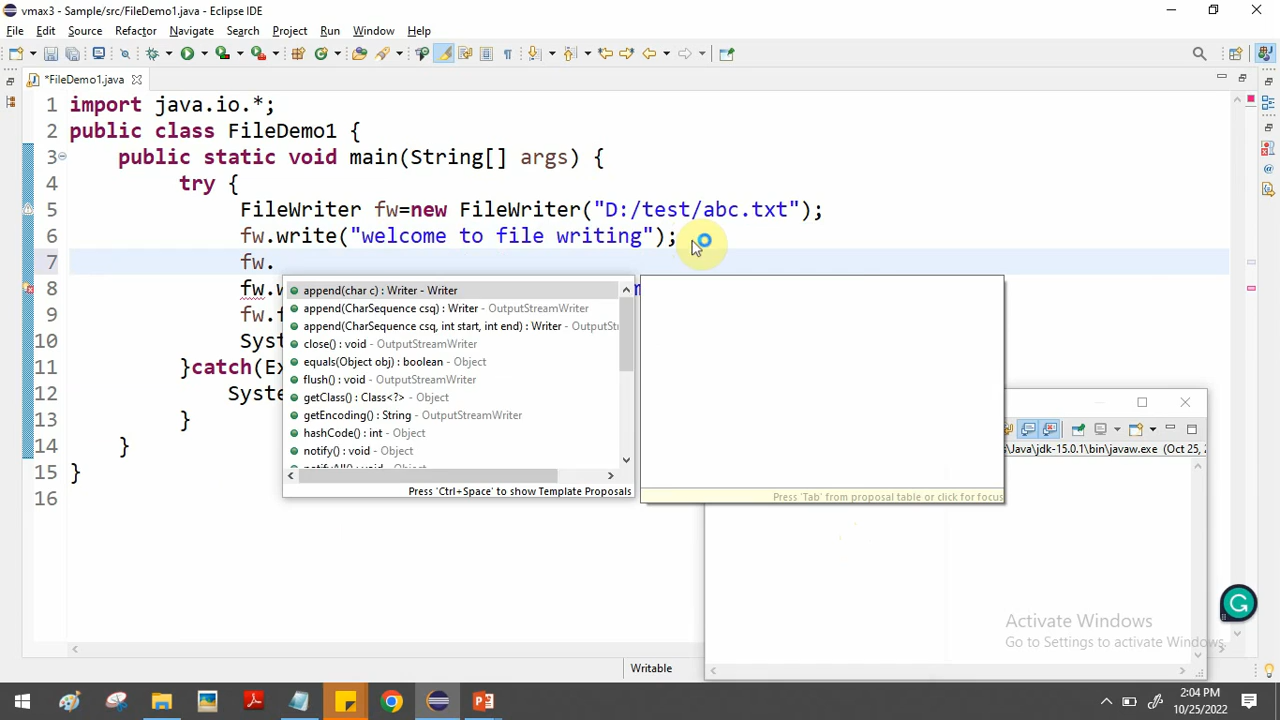 vmax3 - Sample/src/FileDemo1.java - Eclipse IDE
File Edit Source Refactor Navigate Search Project Run Window Help
*FileDemo1.java
1 import java.io.*;
2 public class FileDemo1 {
3 public static void main(String[] args) {
4 try {
5 FileWriter fw=new FileWriter("D:/test/abc.txt");
6 fw.write("welcome to file writing");
7 fw.
8 fw.
9 fw.
10 Syst
11 }catch(Ex
12 System
13 }
14 }
15 }
16
append(char c) : Writer - Writer
append(CharSequence csq) : Writer - OutputStreamWriter
append(CharSequence csq, int start, int end) : Writer - OutputSt
close() : void - OutputStreamWriter
equals(Object obj) : boolean - Object
flush() : void - OutputStreamWriter
getClass() : Class<?> - Object
getEncoding() : String - OutputStreamWriter
hashCode() : int - Object
notify() : void - Object
notifyAll() : void - Object
Press 'Ctrl+Space' to show Template Proposals
Press 'Tab' from proposal table or click for focus
\Java\jdk-15.0.1\bin\javaw.exe (Oct 25,
Activate Windows
Go to Settings to activate Windows.
Writable
2:04 PM
10/25/2022